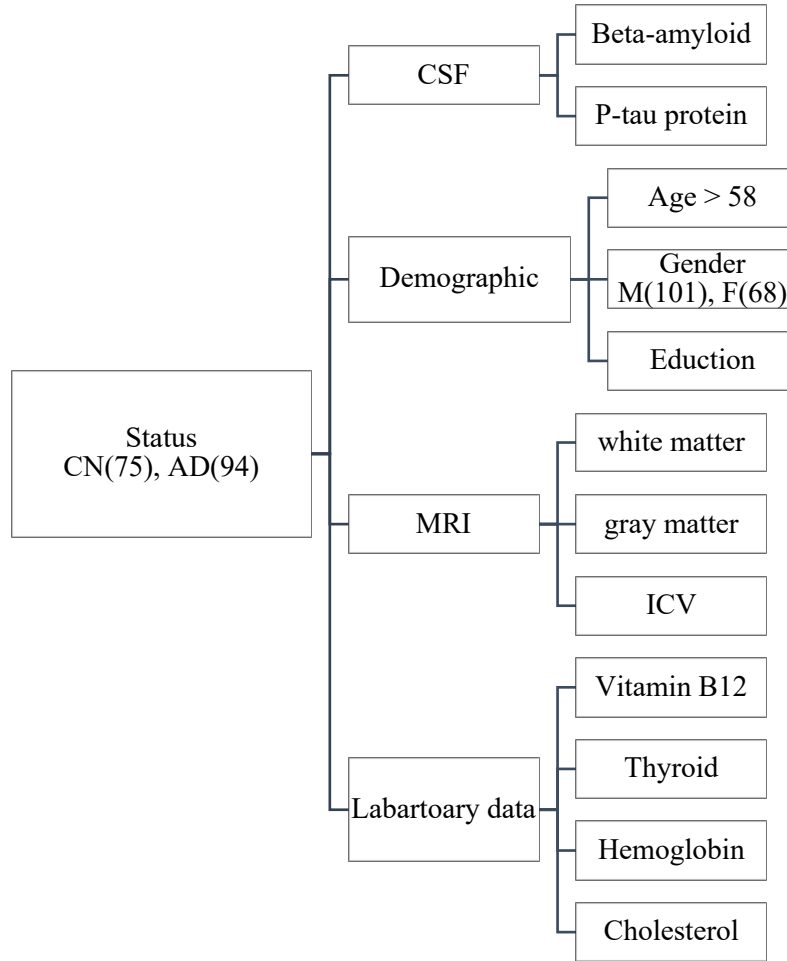 Status
CN(75), AD(94)
CSF
Beta-amyloid
P-tau protein
Demographic
Age > 58
Gender
M(101), F(68)
Eduction
MRI
white matter
gray matter
ICV
Labartoary data
Vitamin B12
Thyroid
Hemoglobin
Cholesterol